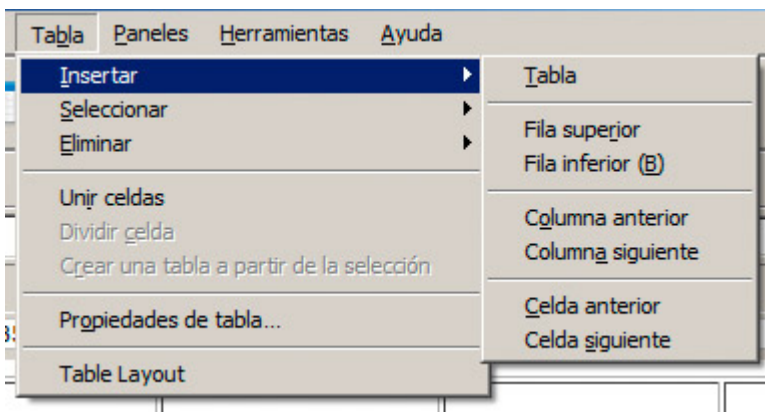 Tabla Paneles Herramientas Ayuda
Insertar
Seleccionar
Eliminar
Unir celdas
Dividir celda
Crear una tabla a partir de la selección
Propiedades de tabla...
Table Layout
Tabla
Fila superior
Fila inferior (B)
Columna anterior
Columna siguiente
Celda anterior
Celda siguiente